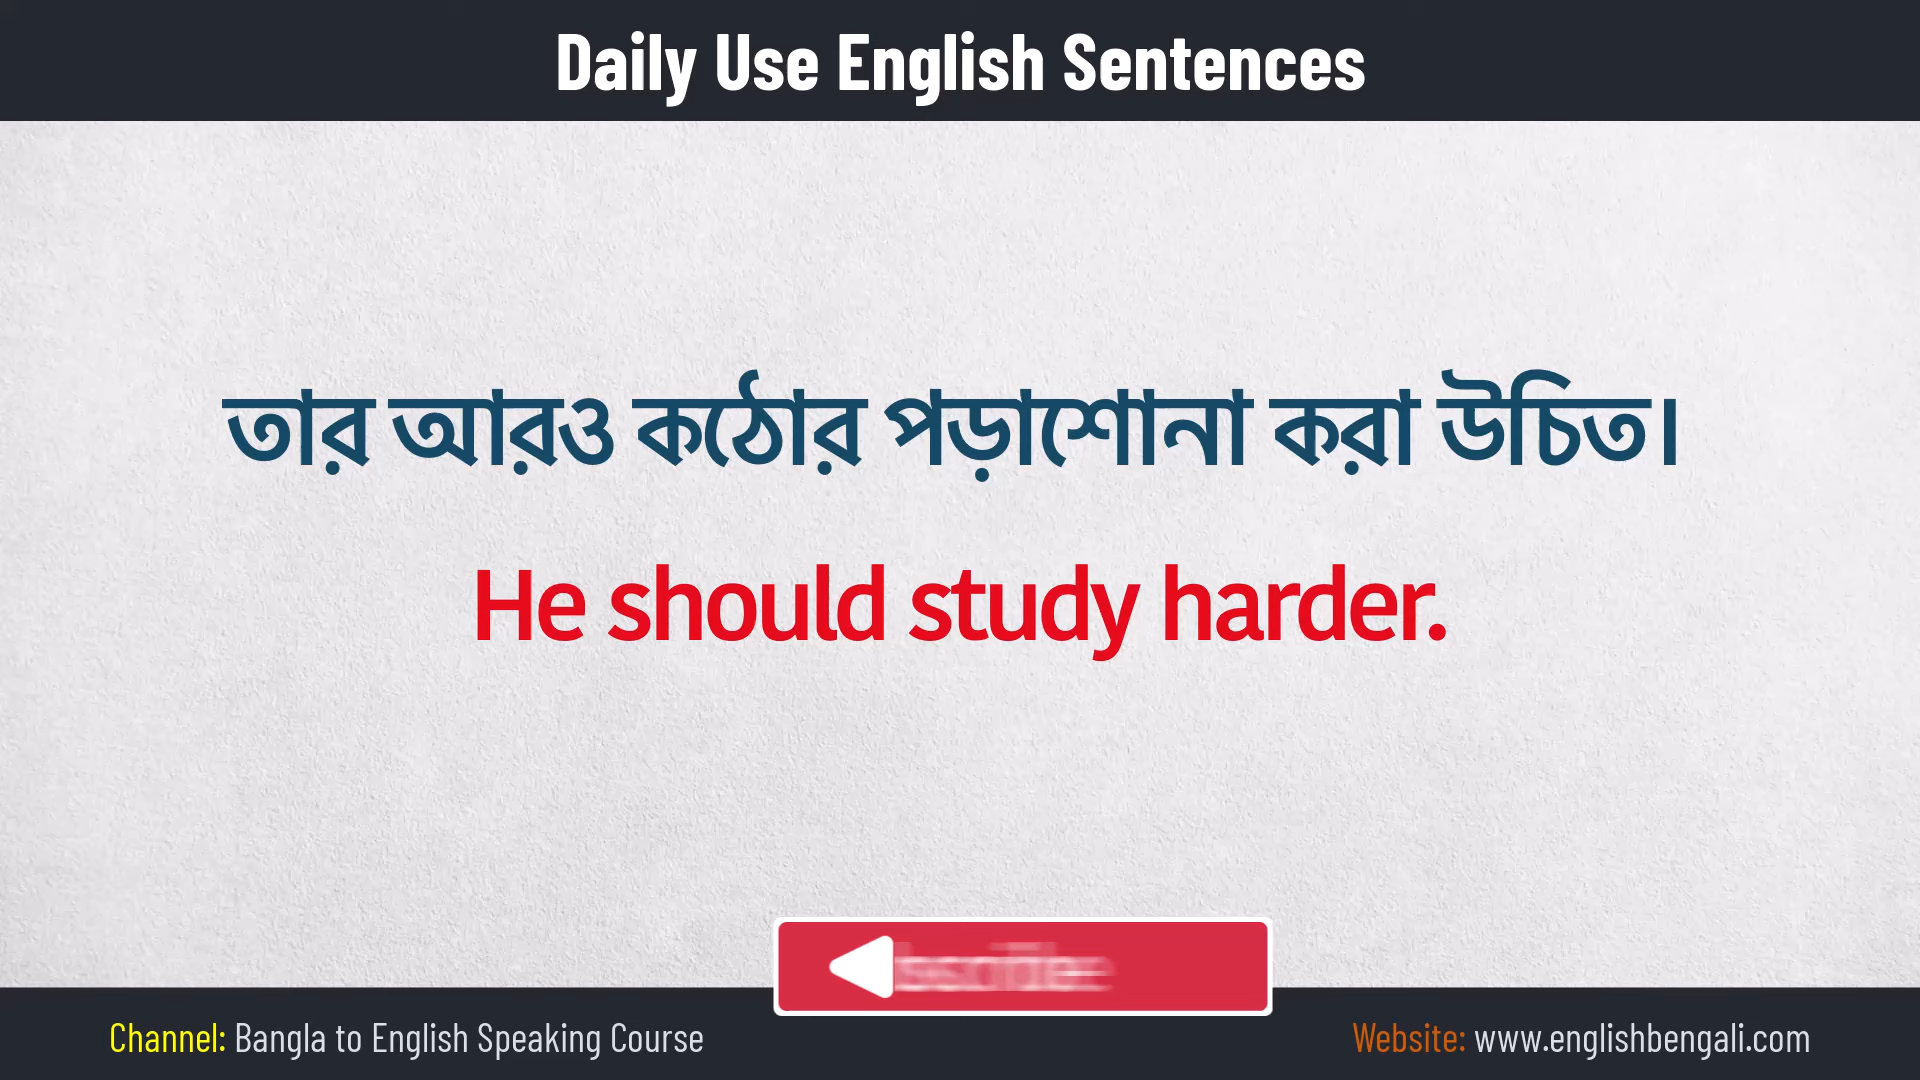 Daily Use English Sentences
তার আরও কঠোর পড়াশোনা করা উচিত।
He should study harder.
Channel: Bangla to English Speaking Course
Website: www.englishbengali.com